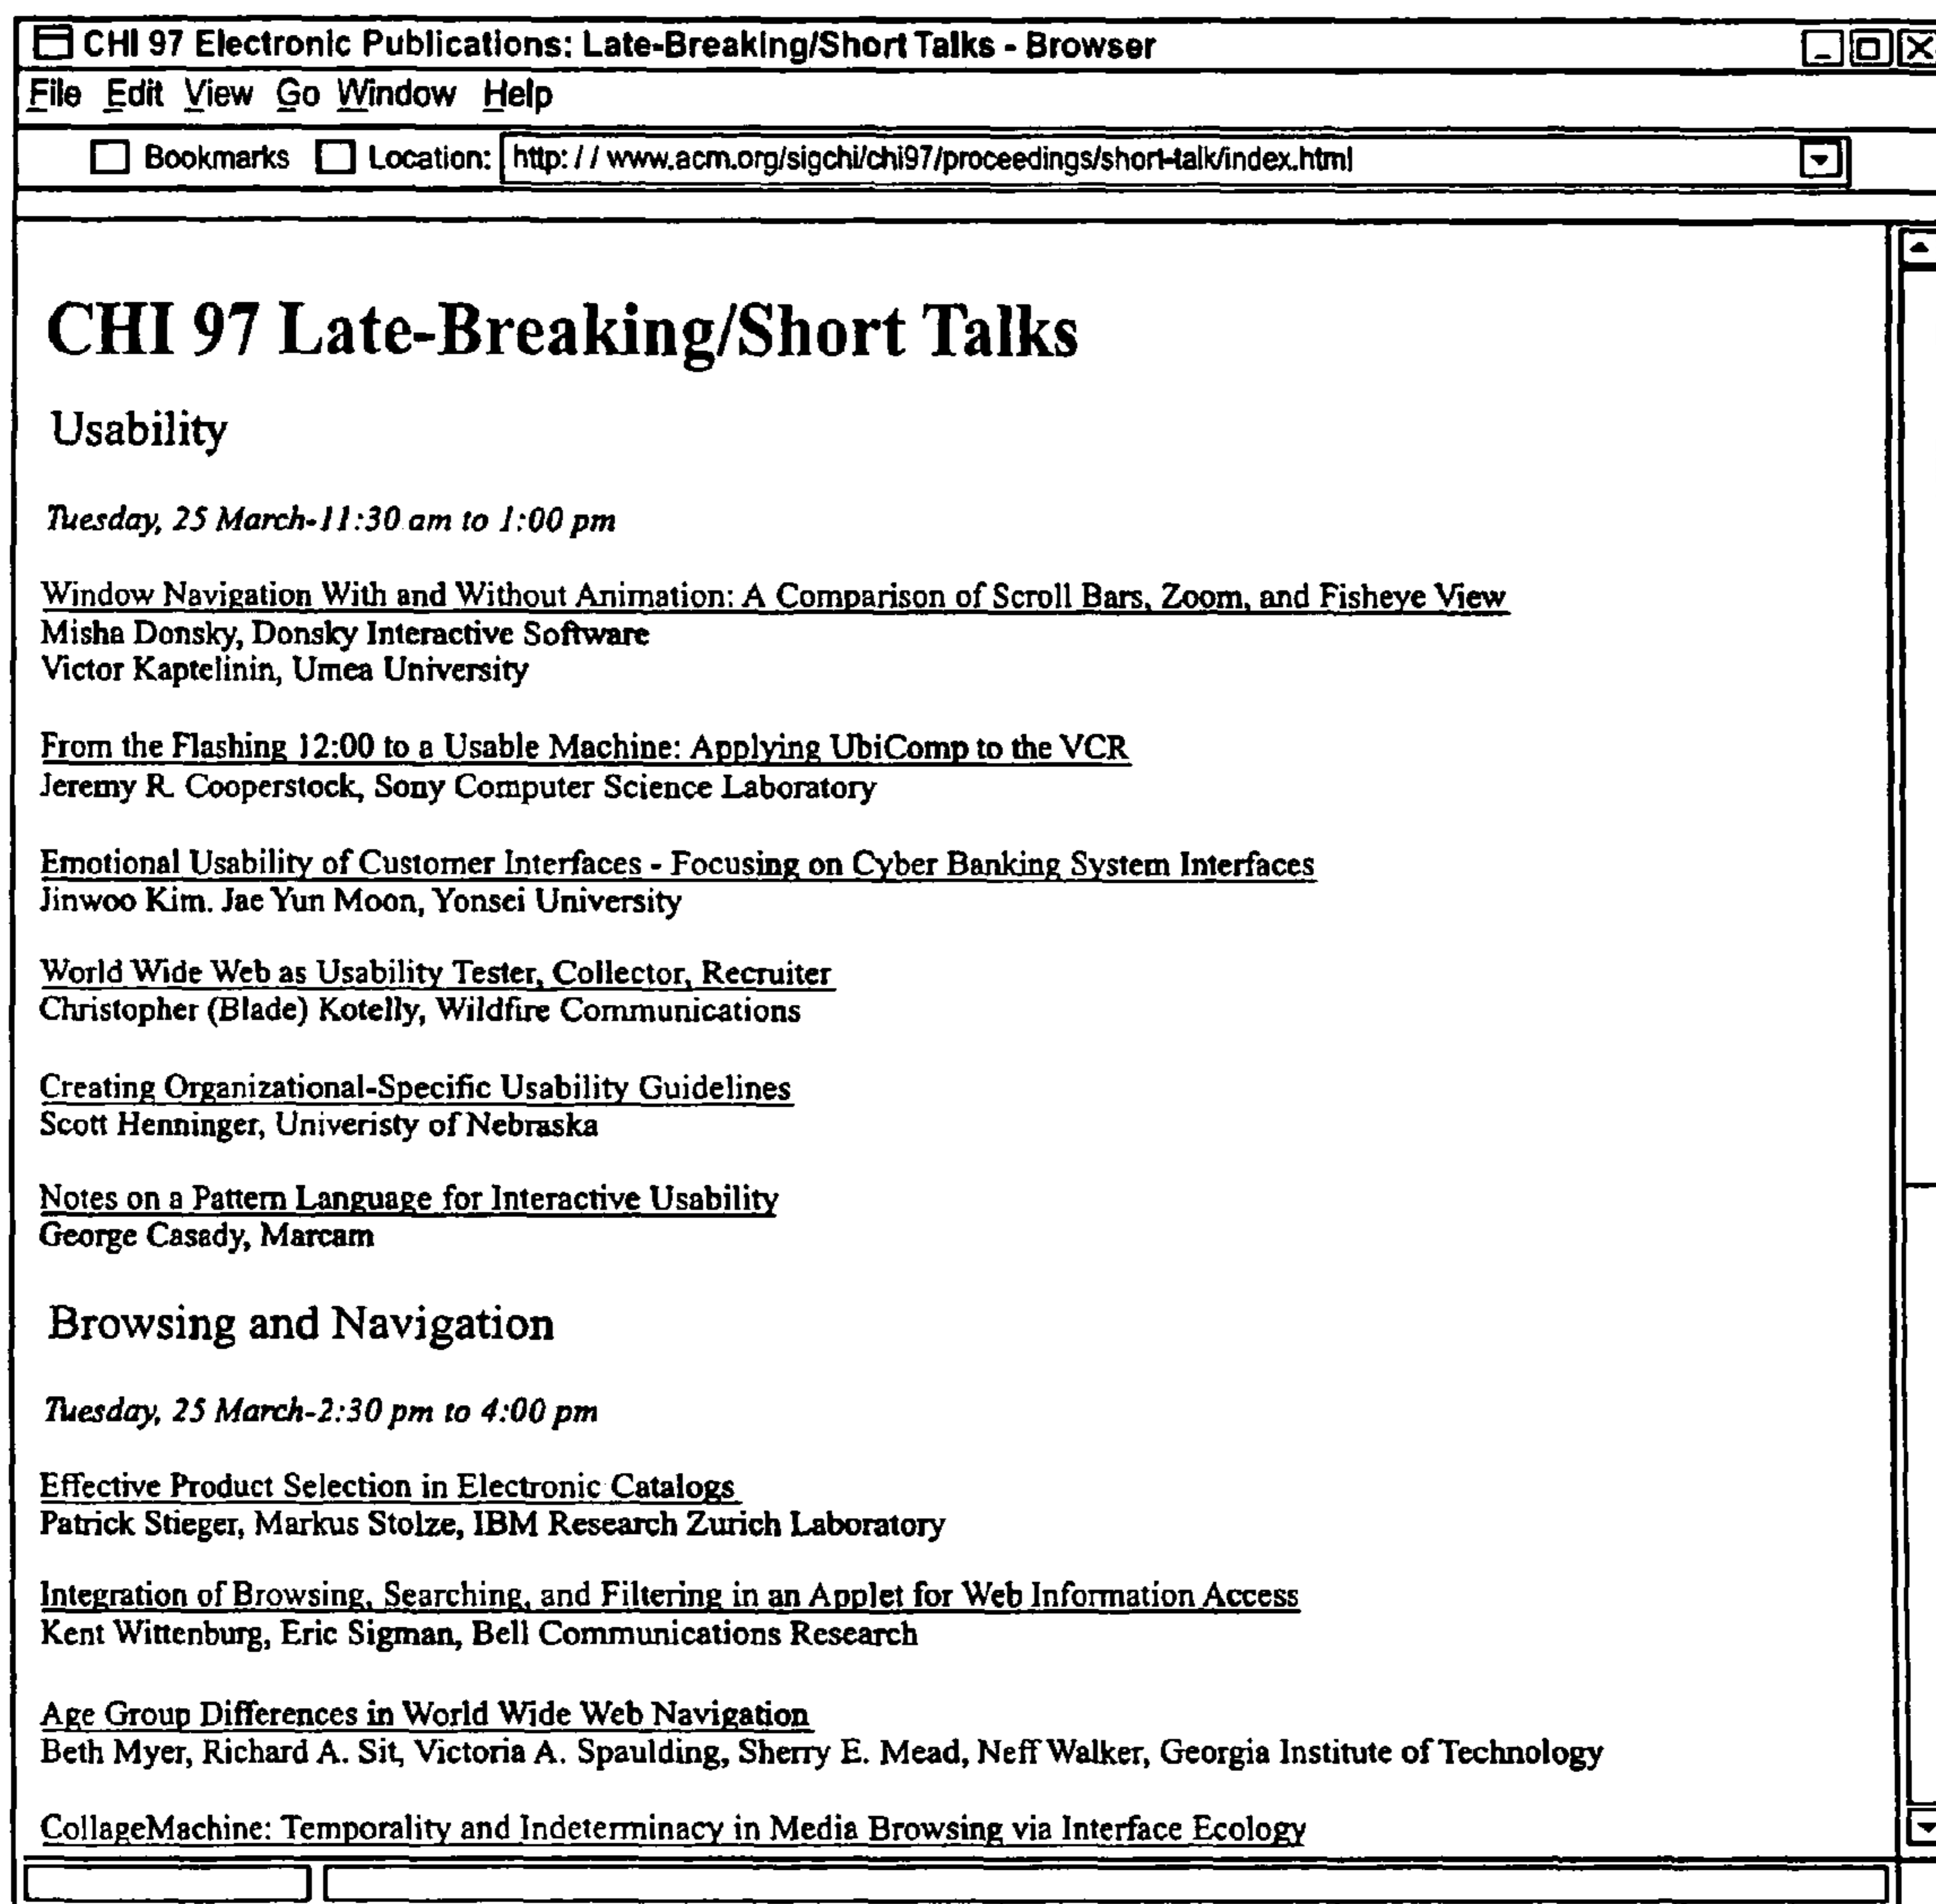 CHI 97 Electronic Publications: Late-Breaking/Short Talks - Browser
File Edit View Go Window Help
Bookmarks Location: http: / / www.acm.org/sigchi/chi97/proceedings/short-talk/index.html
CHI 97 Late-Breaking/Short Talks
Usability
Tuesday, 25 March-11:30 am to 1:00 pm
Window Navigation With and Without Animation: A Comparison of Scroll Bars, Zoom, and Fisheye View
Misha Donsky, Donsky Interactive Software
Victor Kaptelinin, Umea University
From the Flashing 12:00 to a Usable Machine: Applying UbiComp to the VCR
Jeremy R. Cooperstock, Sony Computer Science Laboratory
Emotional Usability of Customer Interfaces - Focusing on Cyber Banking System Interfaces
Jinwoo Kim. Jae Yun Moon, Yonsei University
World Wide Web as Usability Tester, Collector, Recruiter
Christopher (Blade) Kotelly, Wildfire Communications
Creating Organizational-Specific Usability Guidelines
Scott Henninger, Univeristy of Nebraska
Notes on a Pattern Language for Interactive Usability
George Casady, Marcam
Browsing and Navigation
Tuesday, 25 March-2:30 pm to 4:00 pm
Effective Product Selection in Electronic Catalogs
Patrick Stieger, Markus Stolze, IBM Research Zurich Laboratory
Integration of Browsing, Searching, and Filtering in an Applet for Web Information Access
Kent Wittenburg, Eric Sigman, Bell Communications Research
Age Group Differences in World Wide Web Navigation
Beth Myer, Richard A. Sit, Victoria A. Spaulding, Sherry E. Mead, Neff Walker, Georgia Institute of Technology
CollageMachine: Temporality and Indeterminacy in Media Browsing via Interface Ecology